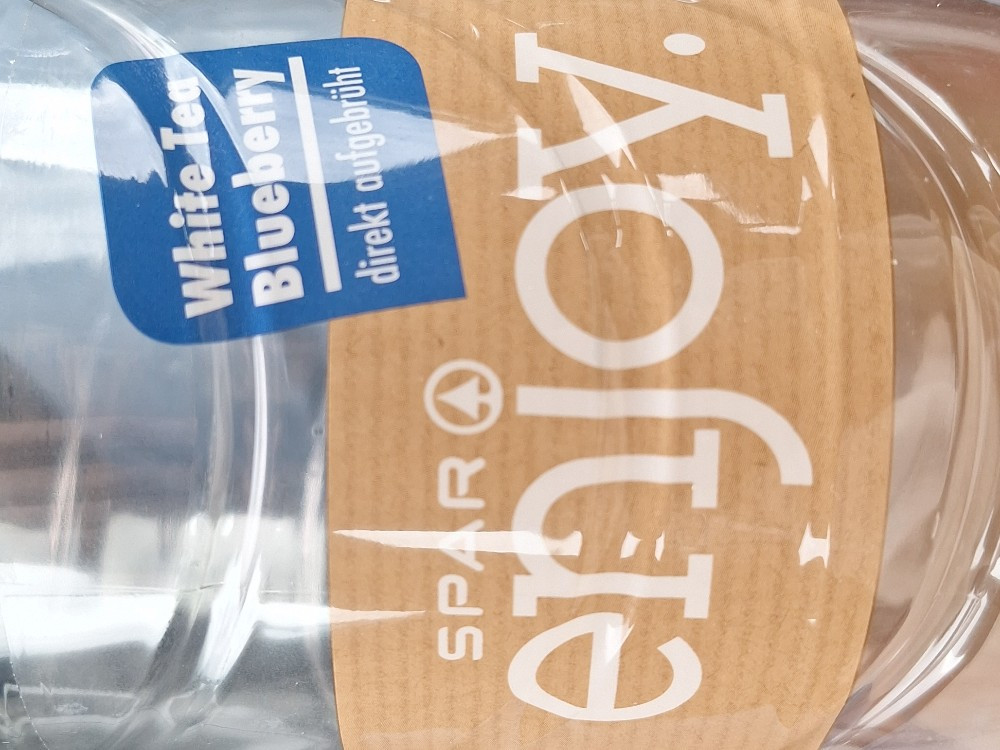 White Tea
Blueberry
direkt aufgebrüht
SPAR
enjoy.